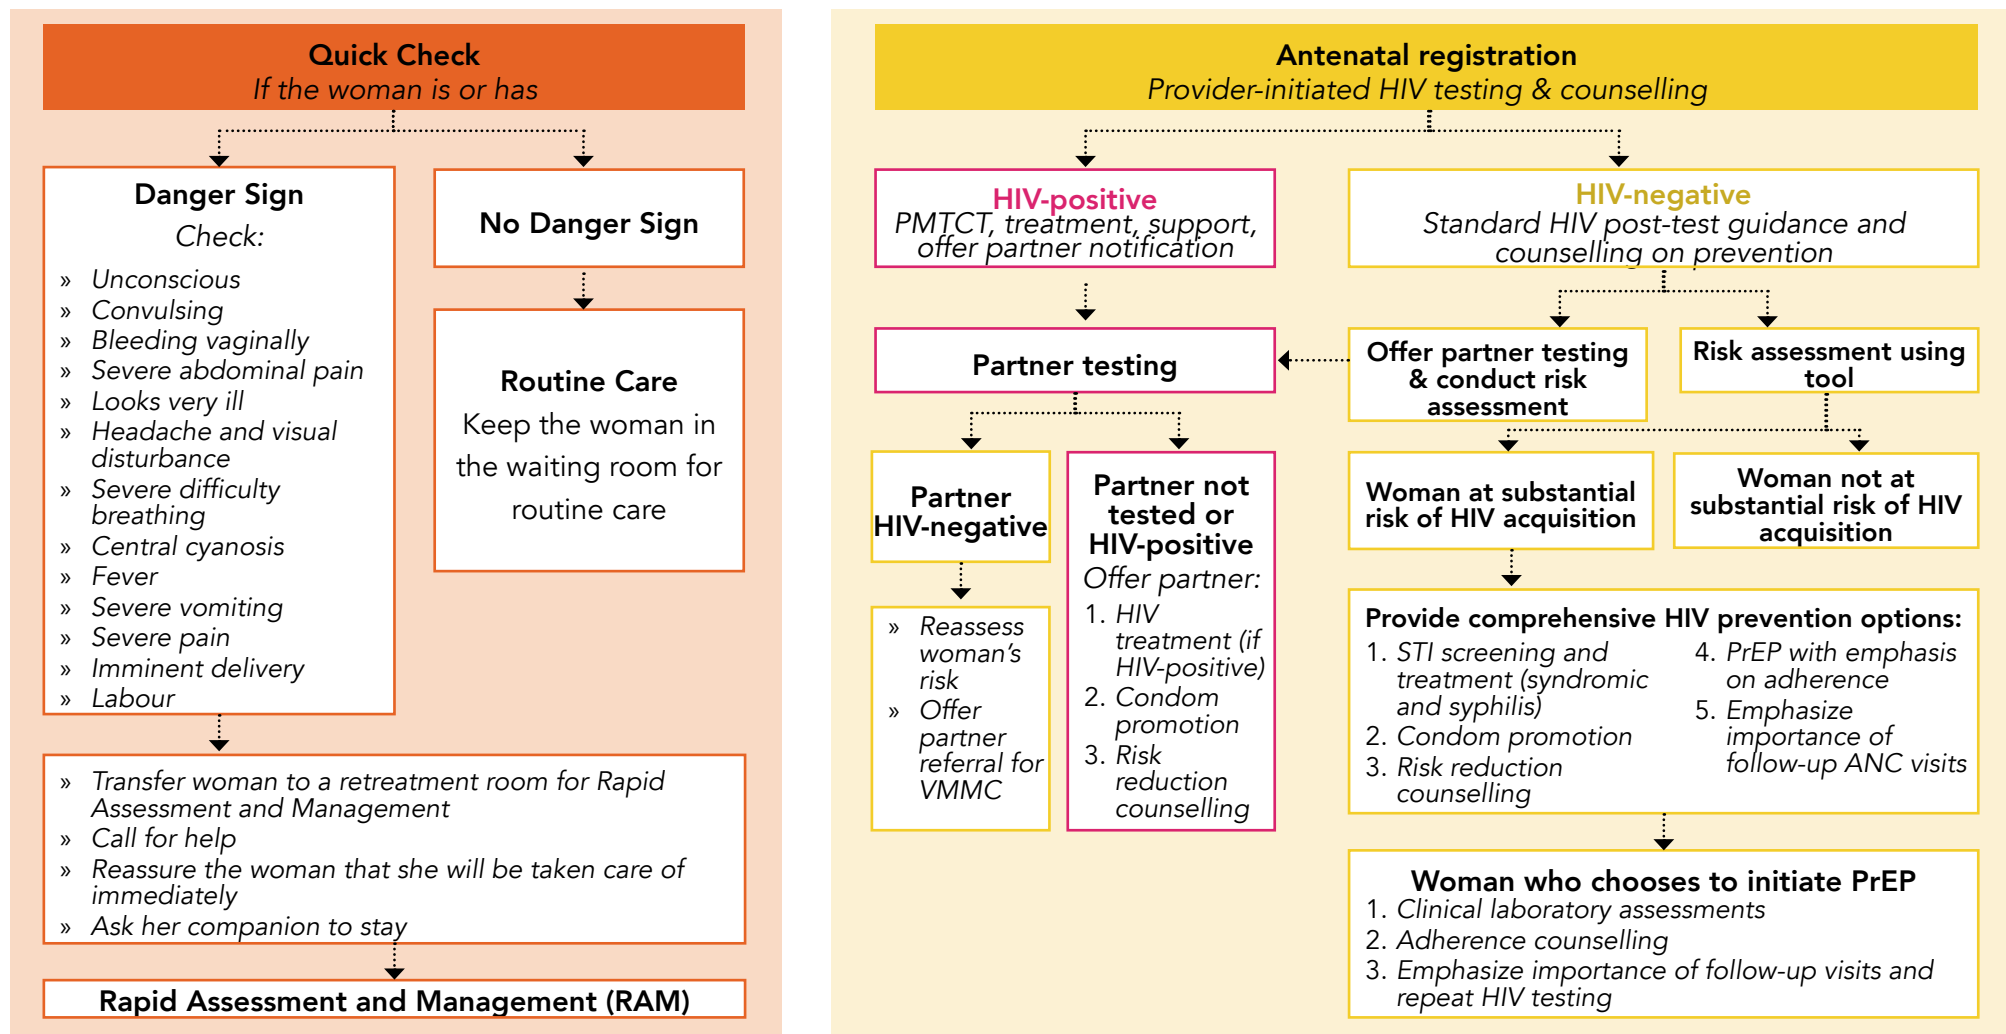 Quick Check
If the woman is or has
Danger Sign
Check:
» Unconscious
» Convulsing
» Bleeding vaginally
» Severe abdominal pain
» Looks very ill
» Headache and visual
disturbance
» Severe difficulty
breathing
» Central cyanosis
» Fever
» Severe vomiting
» Severe pain
» Imminent delivery
» Labour
No Danger Sign
Routine Care
Keep the woman in
the waiting room for
routine care
» Transfer woman to a retreatment room for Rapid
Assessment and Management
» Call for help
» Reassure the woman that she will be taken care of
immediately
» Ask her companion to stay
Rapid Assessment and Management (RAM)
Antenatal registration
Provider-initiated HIV testing & counselling
HIV-positive
PMTCT, treatment, support,
offer partner notification
HIV-negative
Standard HIV post-test guidance and
counselling on prevention
Partner testing
Offer partner testing
& conduct risk
assessment
Risk assessment using
tool
Partner
HIV-negative
» Reassess
woman's
risk
» Offer
partner
referral for
VMMC
Partner not
tested or
HIV-positive
Offer partner:
1. HIV
treatment (if
HIV-positive)
2. Condom
promotion
3. Risk
reduction
counselling
Woman at substantial
risk of HIV acquisition
Woman not at
substantial risk of HIV
acquisition
Provide comprehensive HIV prevention options:
1. STI screening and
treatment (syndromic
and syphilis)
2. Condom promotion
3. Risk reduction
counselling
4. PrEP with emphasis
on adherence
5. Emphasize
importance of
follow-up ANC visits
Woman who chooses to initiate PrEP
1. Clinical laboratory assessments
2. Adherence counselling
3. Emphasize importance of follow-up visits and
repeat HIV testing